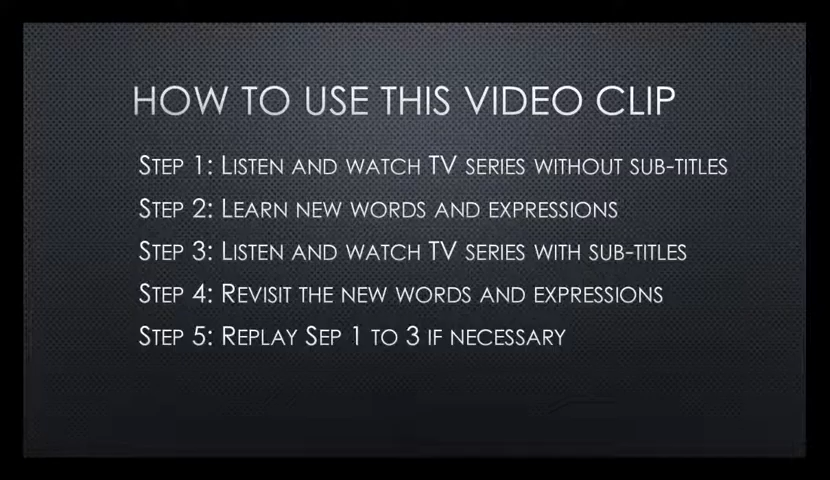 HOW TO USE THIS VIDEO CLIP
STEP 1: LISTEN AND WATCH TV SERIES WITHOUT SUB-TITLES
STEP 2: LEARN NEW WORDS AND EXPRESSIONS
STEP 3: LISTEN AND WATCH TV SERIES WITH SUB-TITLES
STEP 4: REVISIT THE NEW WORDS AND EXPRESSIONS
STEP 5: REPLAY SEP 1 TO 3 IF NECESSARY